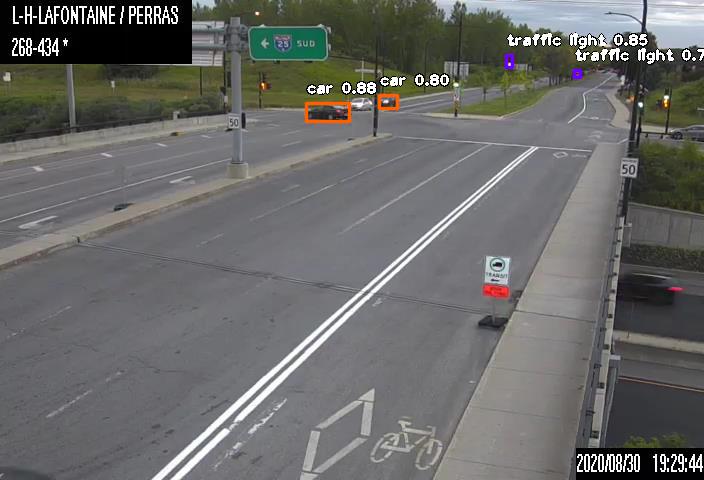 L-H-LAFONTAINE / PERRAS
268-434 *
25 SUD
traffic light 0.85
traffic light 0.7
car 0.88
car 0.80
50
50
TRANSIT
2020/08/30 19:29:44